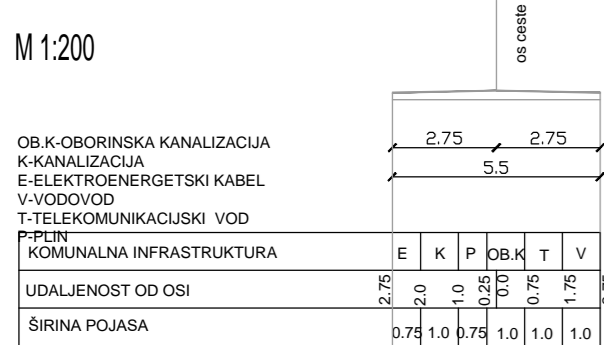 M 1:200
os ceste
2.75 2.75
5.5
OB.K-OBORINSKA KANALIZACIJA
K-KANALIZACIJA
E-ELEKTROENERGETSKI KABEL
V-VODOVOD
T-TELEKOMUNIKACIJSKI VOD
P-PLIN
KOMUNALNA INFRASTRUKTURA E K P OB.K T V
UDALJENOST OD OSI 2.75 2.0 1.0 0.25 0.0 0.75 1.75
ŠIRINA POJASA 0.75 1.0 0.75 1.0 1.0 1.0